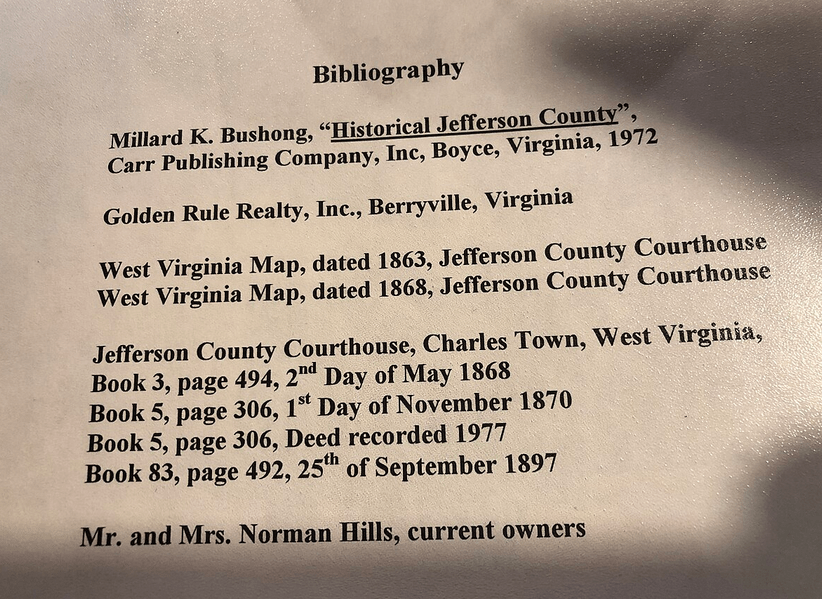 Bibliography
Millard K. Bushong, “Historical Jefferson County”,
Carr Publishing Company, Inc, Boyce, Virginia, 1972
Golden Rule Realty, Inc., Berryville, Virginia
West Virginia Map, dated 1863, Jefferson County Courthouse
West Virginia Map, dated 1868, Jefferson County Courthouse
Jefferson County Courthouse, Charles Town, West Virginia,
Book 3, page 494, 2nd Day of May 1868
Book 5, page 306, 1st Day of November 1870
Book 5, page 306, Deed recorded 1977
Book 83, page 492, 25th of September 1897
Mr. and Mrs. Norman Hills, current owners